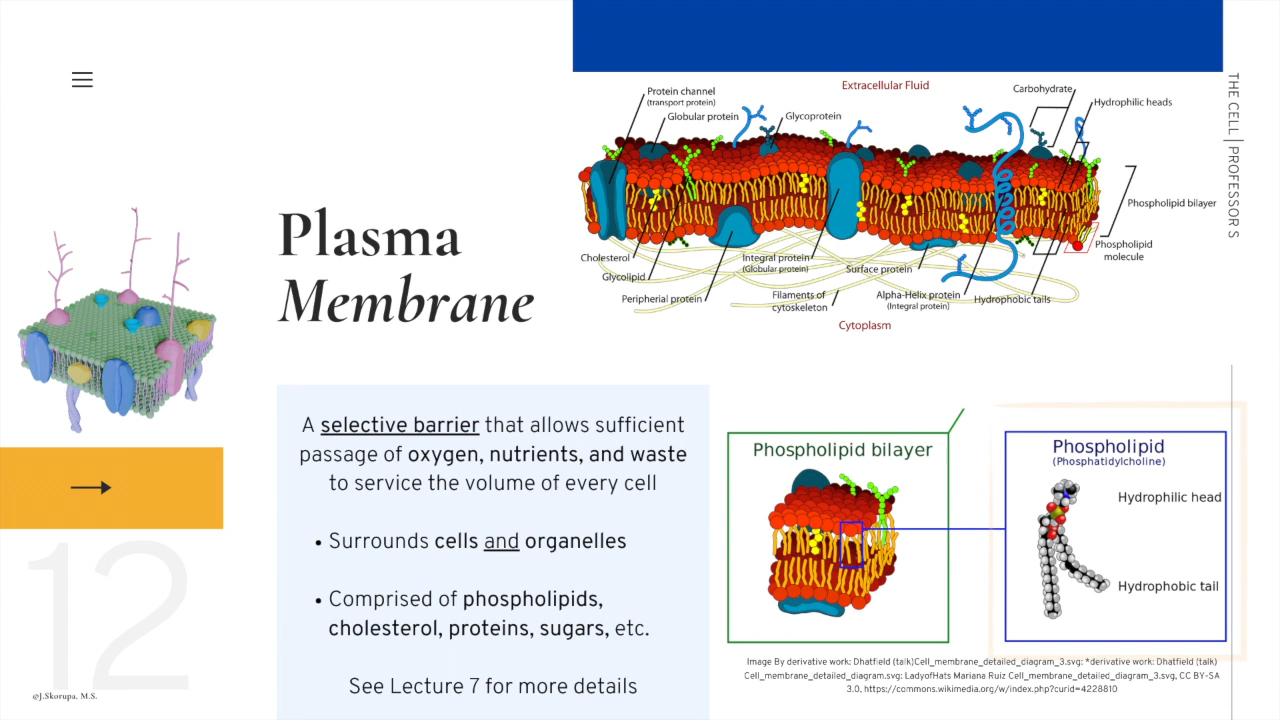 Plasma
Membrane
A selective barrier that allows sufficient
passage of oxygen, nutrients, and waste
to service the volume of every cell
• Surrounds cells and organelles
• Comprised of phospholipids,
cholesterol, proteins, sugars, etc.
See Lecture 7 for more details
12
@J.Skorupa, M.S.
Extracellular Fluid
Protein channel
(transport protein)
Globular protein
Glycoprotein
Carbohydrate
Hydrophilic heads
Phospholipid bilayer
Phospholipid
molecule
Cholesterol
Glycolipid
Peripherial protein
Integral protein
(Globular protein)
Filaments of
cytoskeleton
Surface protein
Alpha-Helix protein
(Integral protein)
Hydrophobic tails
Cytoplasm
Phospholipid bilayer
Phospholipid
(Phosphatidylcholine)
Hydrophilic head
Hydrophobic tail
Image By derivative work: Dhatfield (talk)Cell_membrane_detailed_diagram_3.svg: *derivative work: Dhatfield (talk)
Cell_membrane_detailed_diagram.svg: LadyofHats Mariana Ruiz Cell_membrane_detailed_diagram_3.svg, CC BY-SA
3.0, https://commons.wikimedia.org/w/index.php?curid=4228810
THE CELL | PROFESSORS